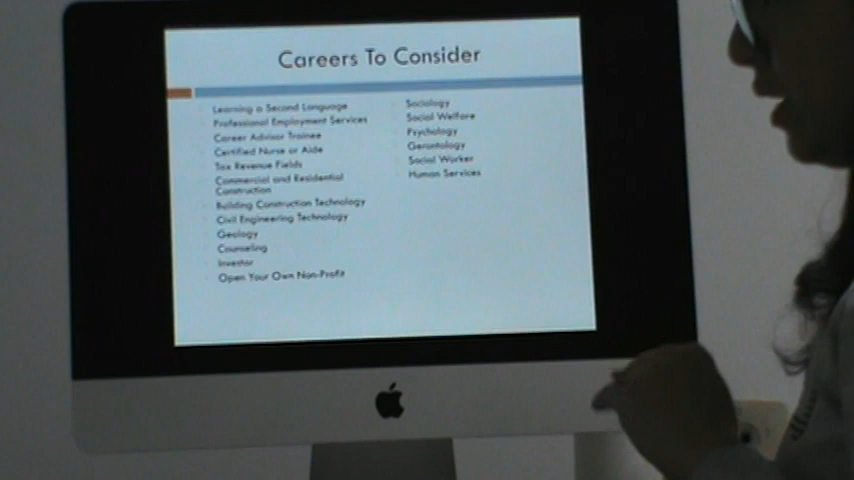 Careers To Consider
Learning a Second Language
Professional Employment Services
Career Advisor Trainee
Certified Nurse or Aide
Tax Revenue Fields
Commercial and Residential
Construction
Building Construction Technology
Civil Engineering Technology
Geology
Counseling
Investor
Open Your Own Non-Profit
Sociology
Social Welfare
Psychology
Gerontology
Social Worker
Human Services